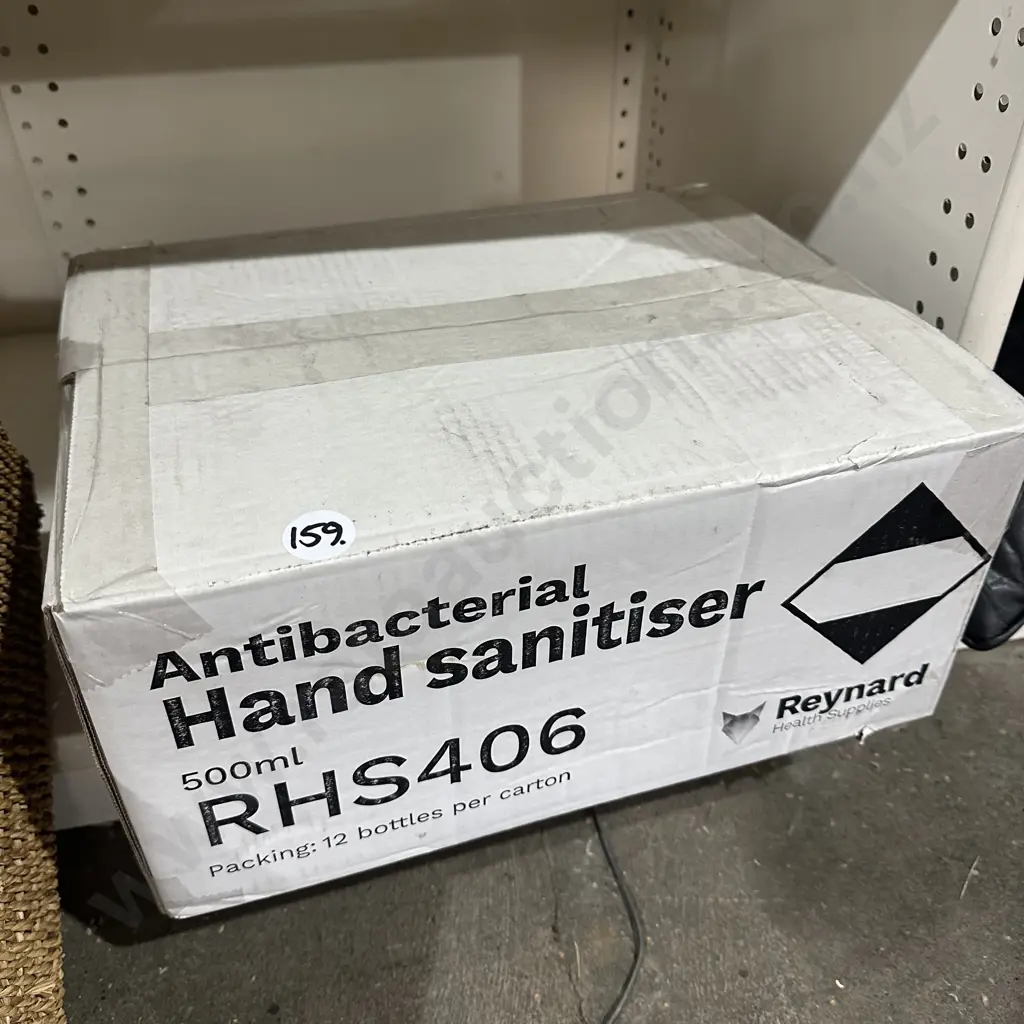 159.
Antibacterial
Hand sanitiser
500ml
RHS406
Packing: 12 bottles per carton
Reynard
Health Supplies